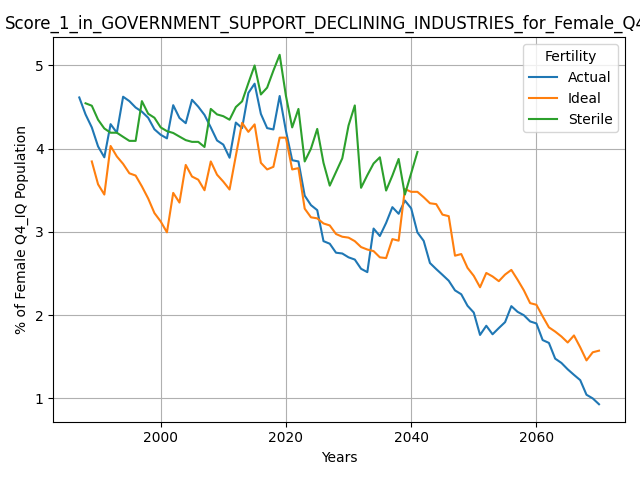 Score_1_in_GOVERNMENT_SUPPORT_DECLINING_INDUSTRIES_for_Female_Q4
Fertility
Actual
Ideal
Sterile
% of Female Q4_IQ Population
5
4
3
2
1
2000 2020 2040 2060
Years